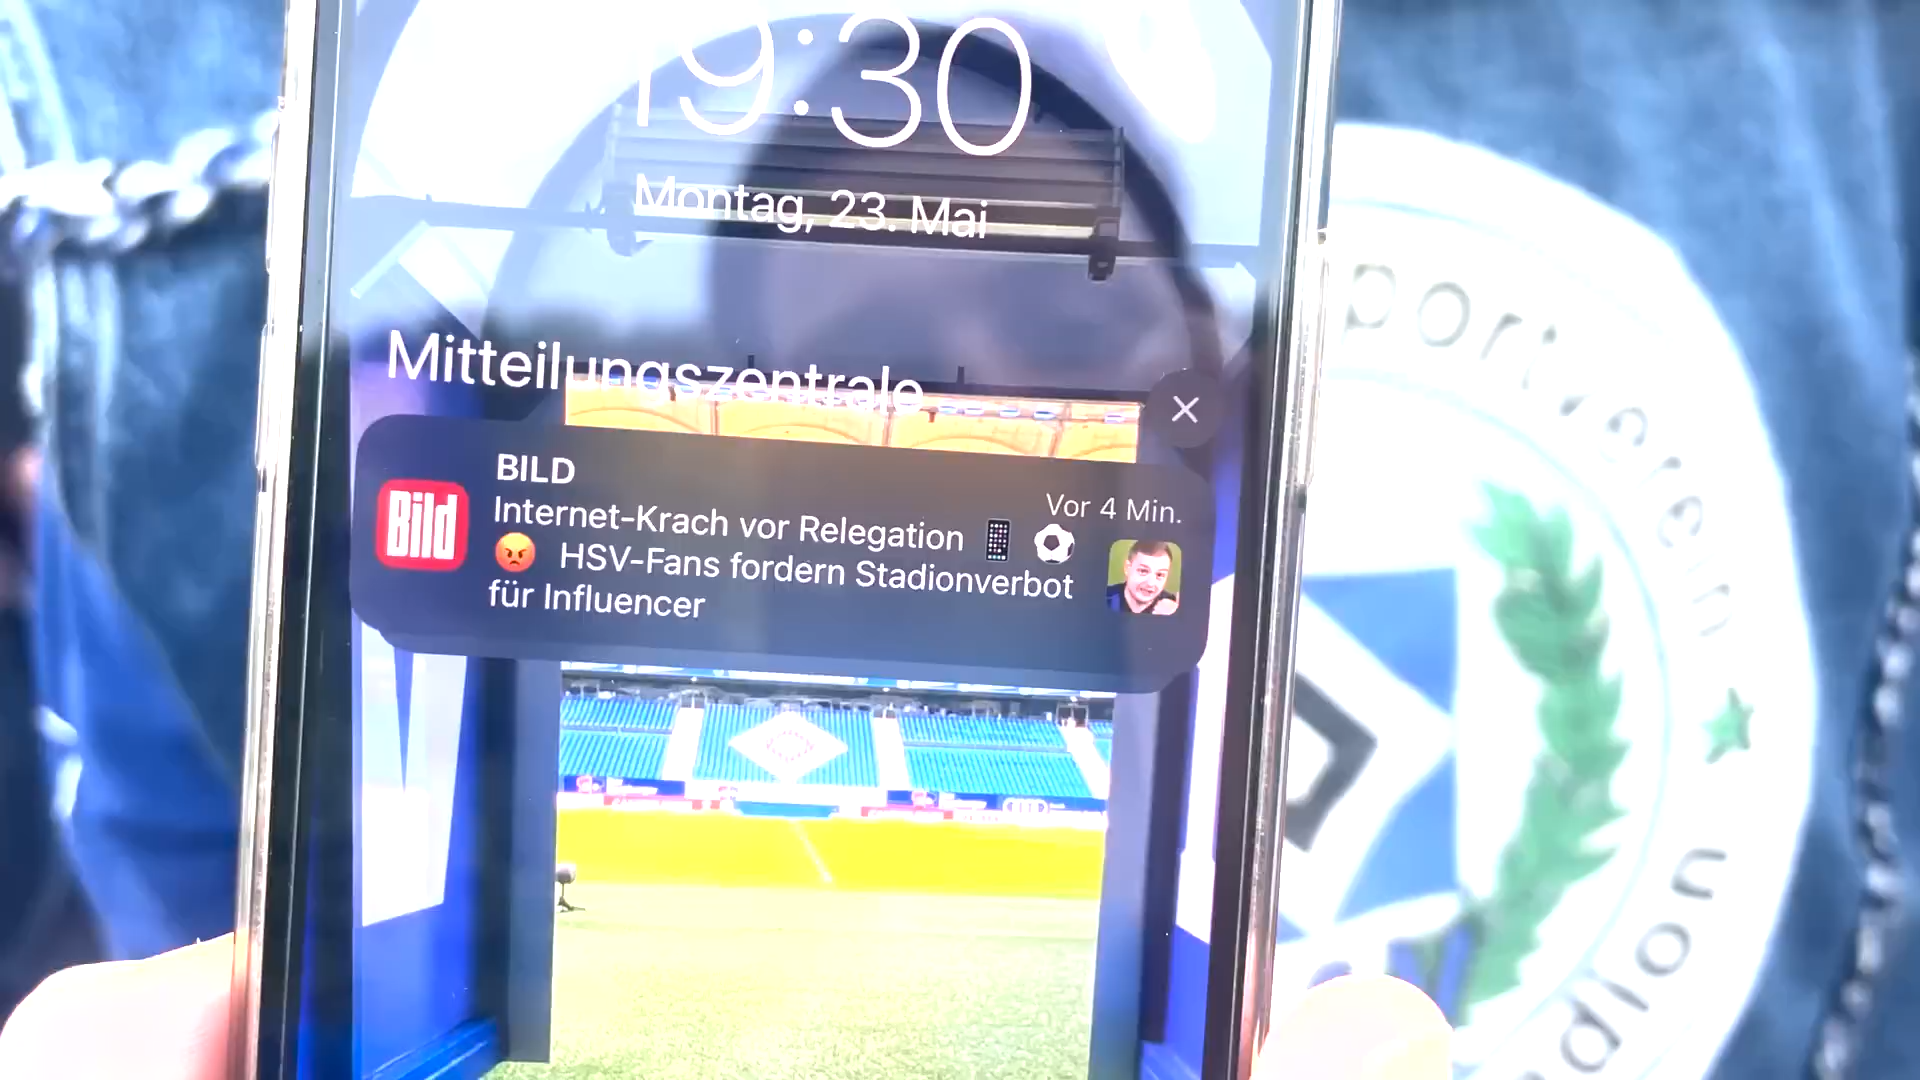 19:30
Montag, 23. Mai
Mitteilungszentrale
BILD
Vor 4 Min.
Bild
Internet-Krach vor Relegation 📱 ⚽
😡 HSV-Fans fordern Stadionverbot
für Influencer
portverein